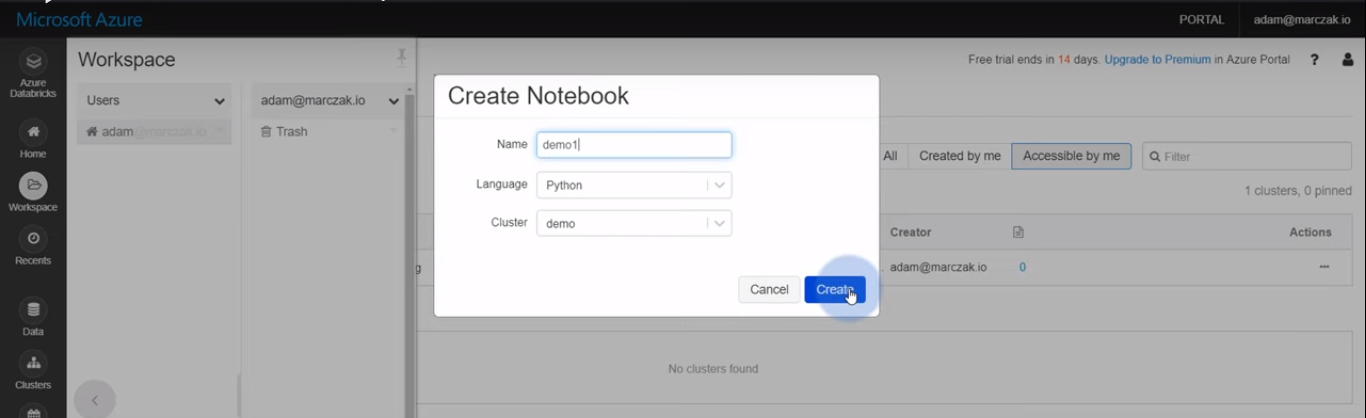 Microsoft Azure
PORTAL
adam@marczak.io
Azure
Databricks
Home
Workspace
Recents
Data
Clusters
Workspace
Users
adam@marczak.io
adam@marczak.io
Trash
Free trial ends in 14 days. Upgrade to Premium in Azure Portal ?
Create Notebook
Name demo1
Language Python
Cluster demo
Cancel Create
All Created by me Accessible by me Filter
1 clusters, 0 pinned
Creator Actions
g adam@marczak.io 0 ...
No clusters found